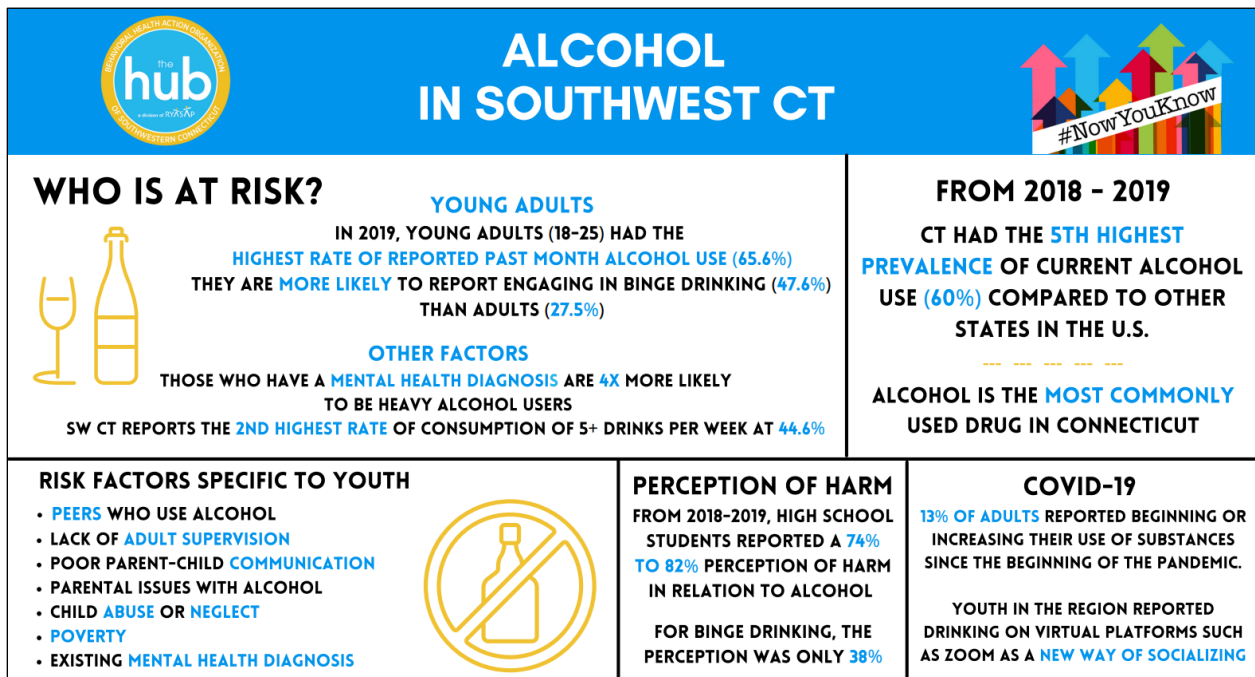 BEHAVIORAL HEALTH ACTION ORGANIZATION
the
hub
a division of RYASAP
OF SOUTHWESTERN CONNECTICUT
ALCOHOL
IN SOUTHWEST CT
#NowYouKnow
WHO IS AT RISK?
YOUNG ADULTS
IN 2019, YOUNG ADULTS (18-25) HAD THE
HIGHEST RATE OF REPORTED PAST MONTH ALCOHOL USE (65.6%)
THEY ARE MORE LIKELY TO REPORT ENGAGING IN BINGE DRINKING (47.6%)
THAN ADULTS (27.5%)
OTHER FACTORS
THOSE WHO HAVE A MENTAL HEALTH DIAGNOSIS ARE 4X MORE LIKELY
TO BE HEAVY ALCOHOL USERS
SW CT REPORTS THE 2ND HIGHEST RATE OF CONSUMPTION OF 5+ DRINKS PER WEEK AT 44.6%
FROM 2018 - 2019
CT HAD THE 5TH HIGHEST
PREVALENCE OF CURRENT ALCOHOL
USE (60%) COMPARED TO OTHER
STATES IN THE U.S.
--- --- --- --- ---
ALCOHOL IS THE MOST COMMONLY
USED DRUG IN CONNECTICUT
RISK FACTORS SPECIFIC TO YOUTH
• PEERS WHO USE ALCOHOL
• LACK OF ADULT SUPERVISION
• POOR PARENT-CHILD COMMUNICATION
• PARENTAL ISSUES WITH ALCOHOL
• CHILD ABUSE OR NEGLECT
• POVERTY
• EXISTING MENTAL HEALTH DIAGNOSIS
PERCEPTION OF HARM
FROM 2018-2019, HIGH SCHOOL
STUDENTS REPORTED A 74%
TO 82% PERCEPTION OF HARM
IN RELATION TO ALCOHOL
FOR BINGE DRINKING, THE
PERCEPTION WAS ONLY 38%
COVID-19
13% OF ADULTS REPORTED BEGINNING OR
INCREASING THEIR USE OF SUBSTANCES
SINCE THE BEGINNING OF THE PANDEMIC.
YOUTH IN THE REGION REPORTED
DRINKING ON VIRTUAL PLATFORMS SUCH
AS ZOOM AS A NEW WAY OF SOCIALIZING